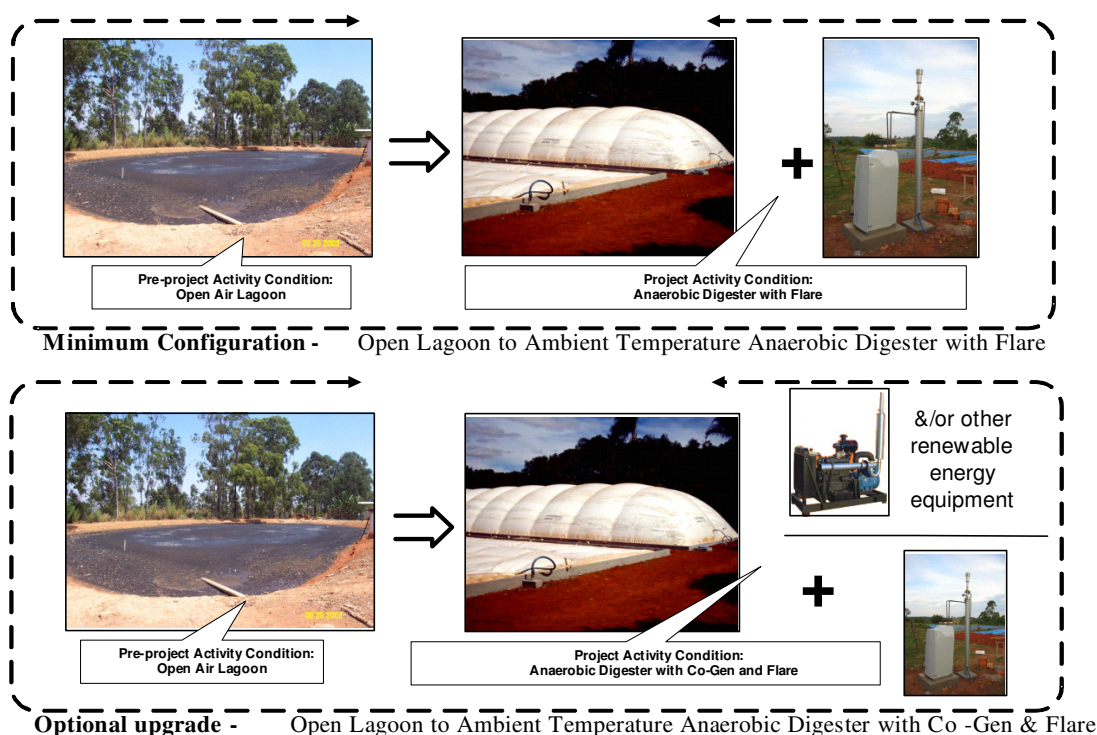 09 25 2003
Pre-project Activity Condition:
Open Air Lagoon
+
Project Activity Condition:
Anaerobic Digester with Flare
Minimum Configuration - Open Lagoon to Ambient Temperature Anaerobic Digester with Flare
&/or other
renewable
energy
equipment
+
Pre-project Activity Condition:
Open Air Lagoon
Project Activity Condition:
Anaerobic Digester with Co-Gen and Flare
Optional upgrade - Open Lagoon to Ambient Temperature Anaerobic Digester with Co -Gen & Flare